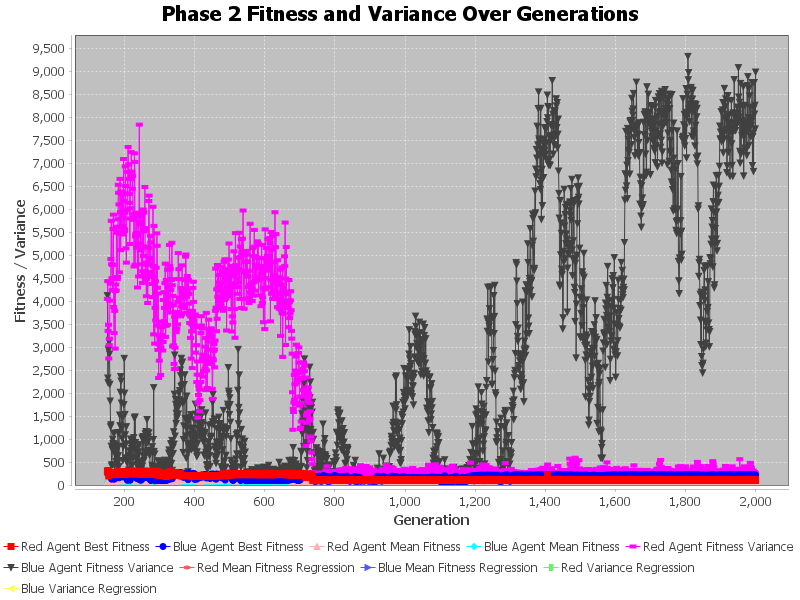 Phase 2 Fitness and Variance Over Generations
9,500
9,000
8,500
8,000
7,500
7,000
6,500
6,000
5,500
5,000
4,500
4,000
3,500
3,000
2,500
2,000
1,500
1,000
500
0
Fitness / Variance
200 400 600 800 1,000 1,200 1,400 1,600 1,800 2,000
Generation
Red Agent Best Fitness Blue Agent Best Fitness Red Agent Mean Fitness Blue Agent Mean Fitness Red Agent Fitness Variance
Blue Agent Fitness Variance Red Mean Fitness Regression Blue Mean Fitness Regression Red Variance Regression
Blue Variance Regression